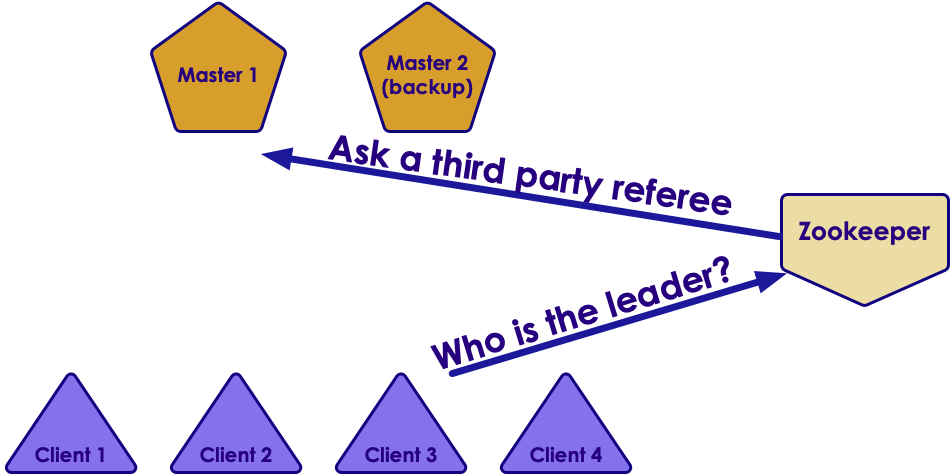 Master 1
Master 2
(backup)
Ask a third party referee
Zookeeper
Who is the leader?
Client 1
Client 2
Client 3
Client 4